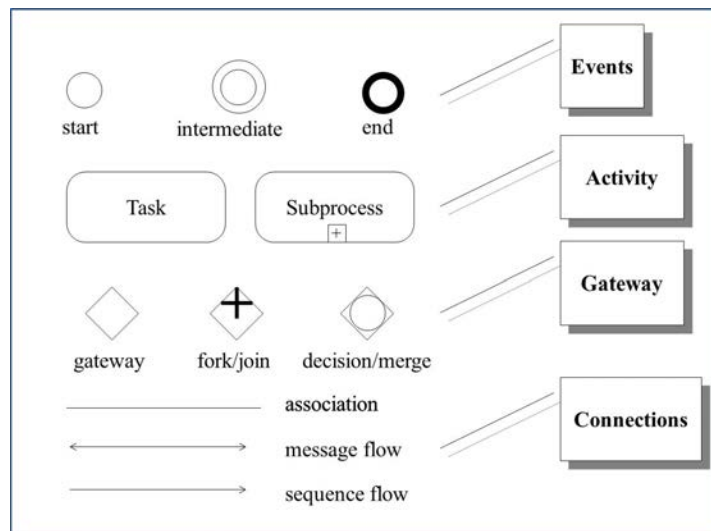 Events
start intermediate end
Activity
Task Subprocess
+
Gateway
gateway fork/join decision/merge
association
Connections
message flow
sequence flow